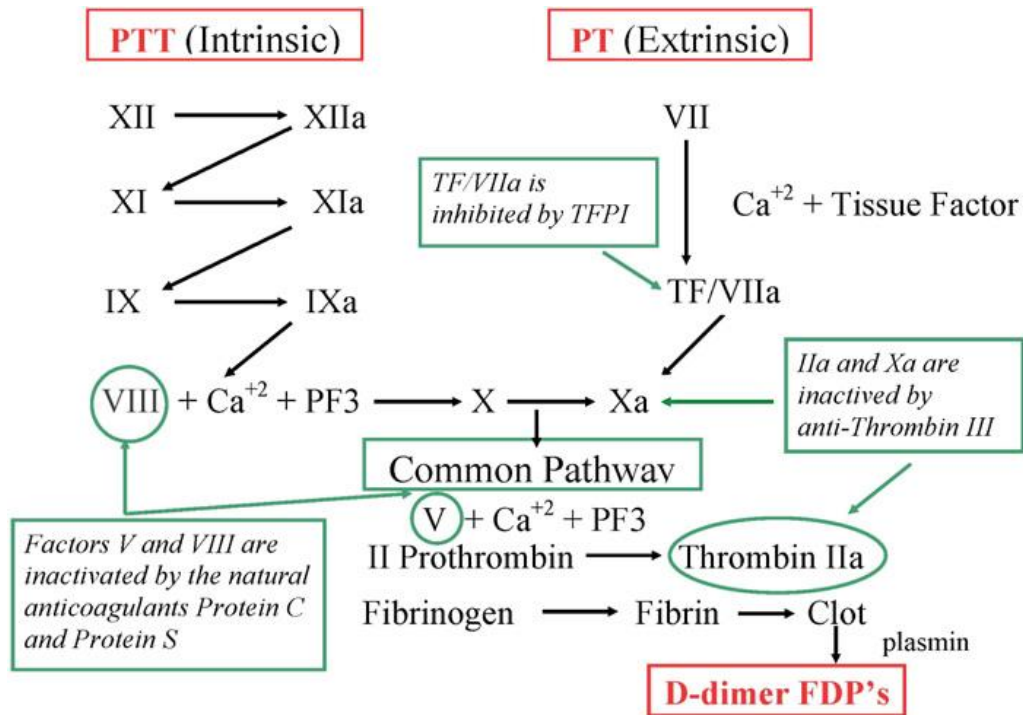 PTT (Intrinsic)
PT (Extrinsic)
XII
XIIa
VII
TF/VIIa is
inhibited by TFPI
XI
XIa
Ca+2 + Tissue Factor
IX
IXa
TF/VIIa
IIa and Xa are
inactived by
anti-Thrombin III
VIII + Ca+2 + PF3
X
Xa
Common Pathway
V + Ca+2 + PF3
Factors V and VIII are
inactivated by the natural
anticoagulants Protein C
and Protein S
II Prothrombin
Thrombin IIa
Fibrinogen
Fibrin
Clot
plasmin
D-dimer FDP's